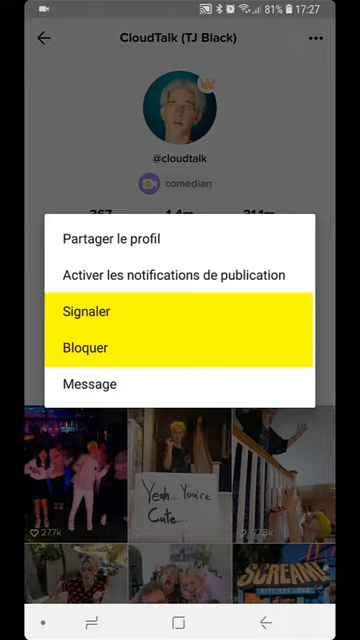 81% 17:27
CloudTalk (TJ Black)
@cloudtalk
comedian
Partager le profil
Activer les notifications de publication
Signaler
Bloquer
Message
Yeah... You're
Cute...
27.7k
SCREAM!